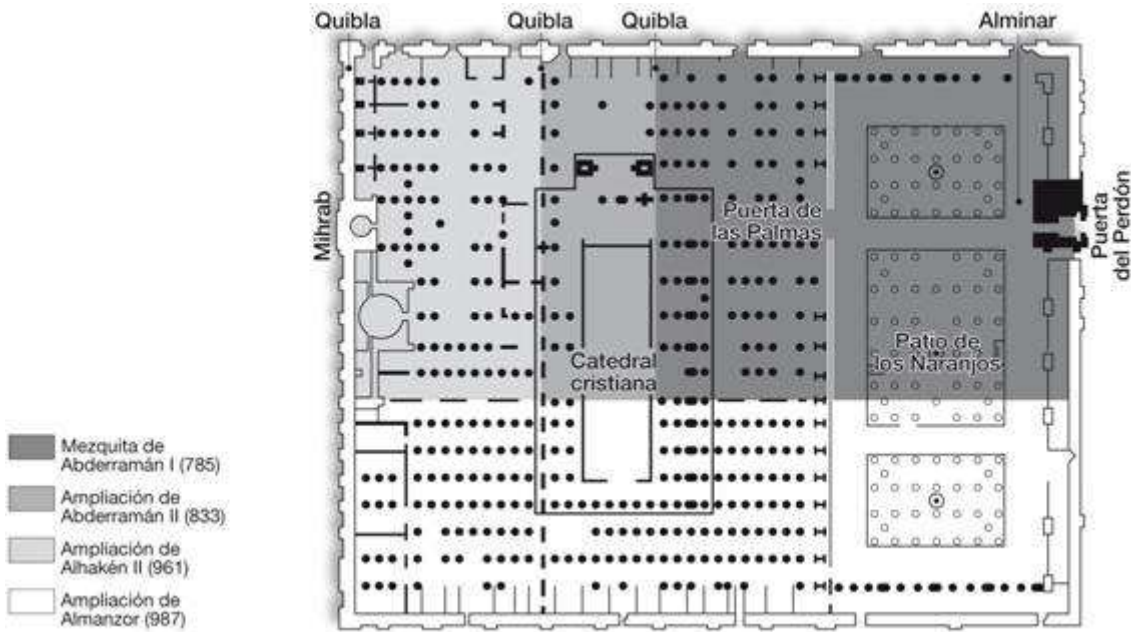 Quibla
Quibla
Quibla
Alminar
Mihrab
Puerta de
las Palmas
Puerta
del Perdón
Catedral
cristiana
Patio de
los Naranjos
Mezquita de
Abderramán I (785)
Ampliación de
Abderramán II (833)
Ampliación de
Alhakén II (961)
Ampliación de
Almanzor (987)